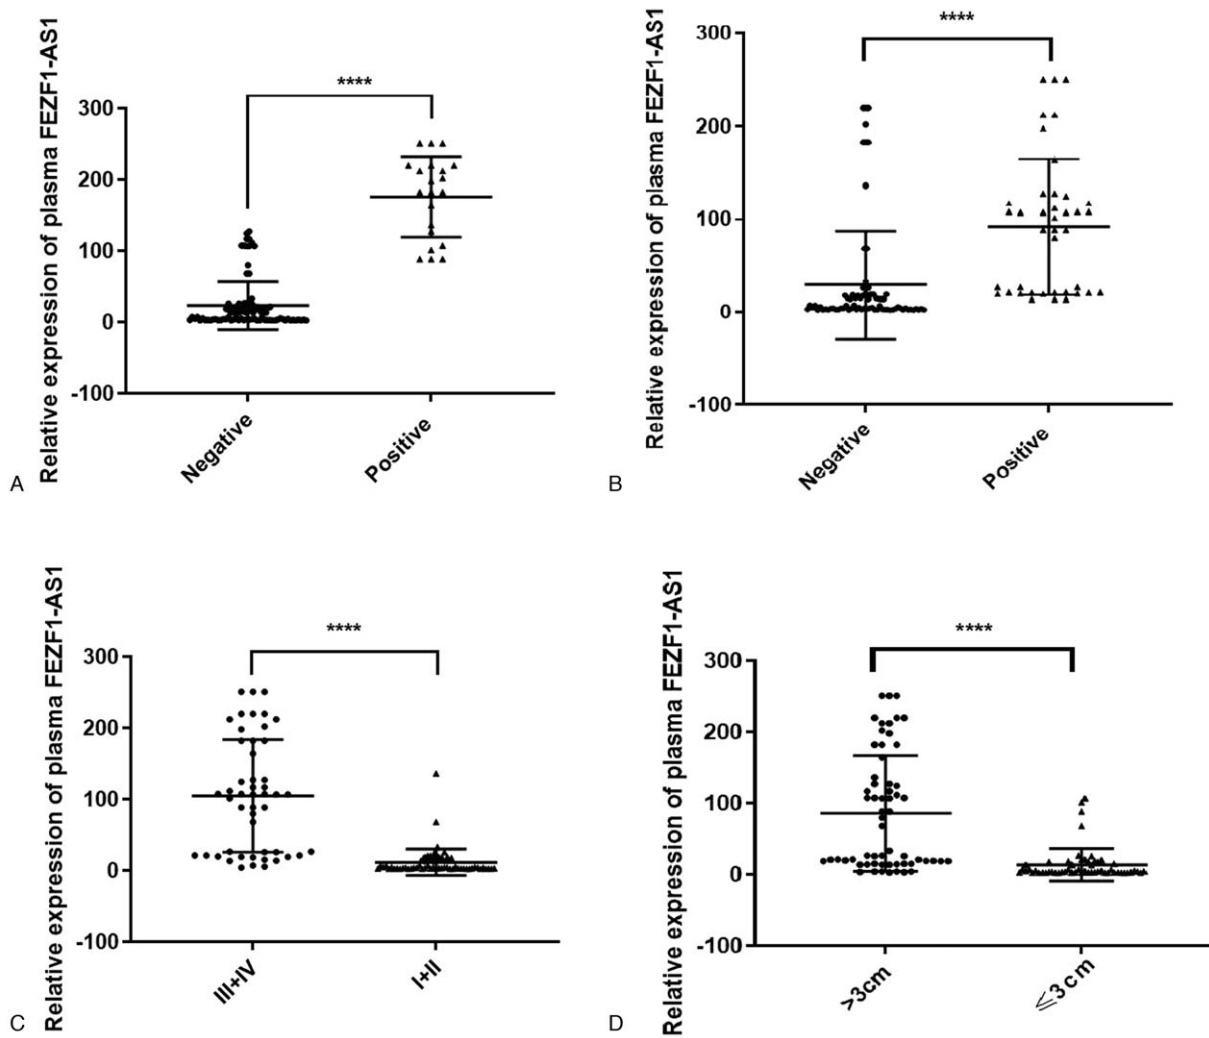 Relative expression of plasma FEZF1-AS1
300
200
100
0
-100
****
Negative
Positive
A
Relative expression of plasma FEZF1-AS1
300
200
100
0
-100
****
Negative
Positive
B
Relative expression of plasma FEZF1-AS1
300
200
100
0
-100
****
III+IV
I+II
C
Relative expression of plasma FEZF1-AS1
300
200
100
0
-100
****
>3cm
≤3cm
D